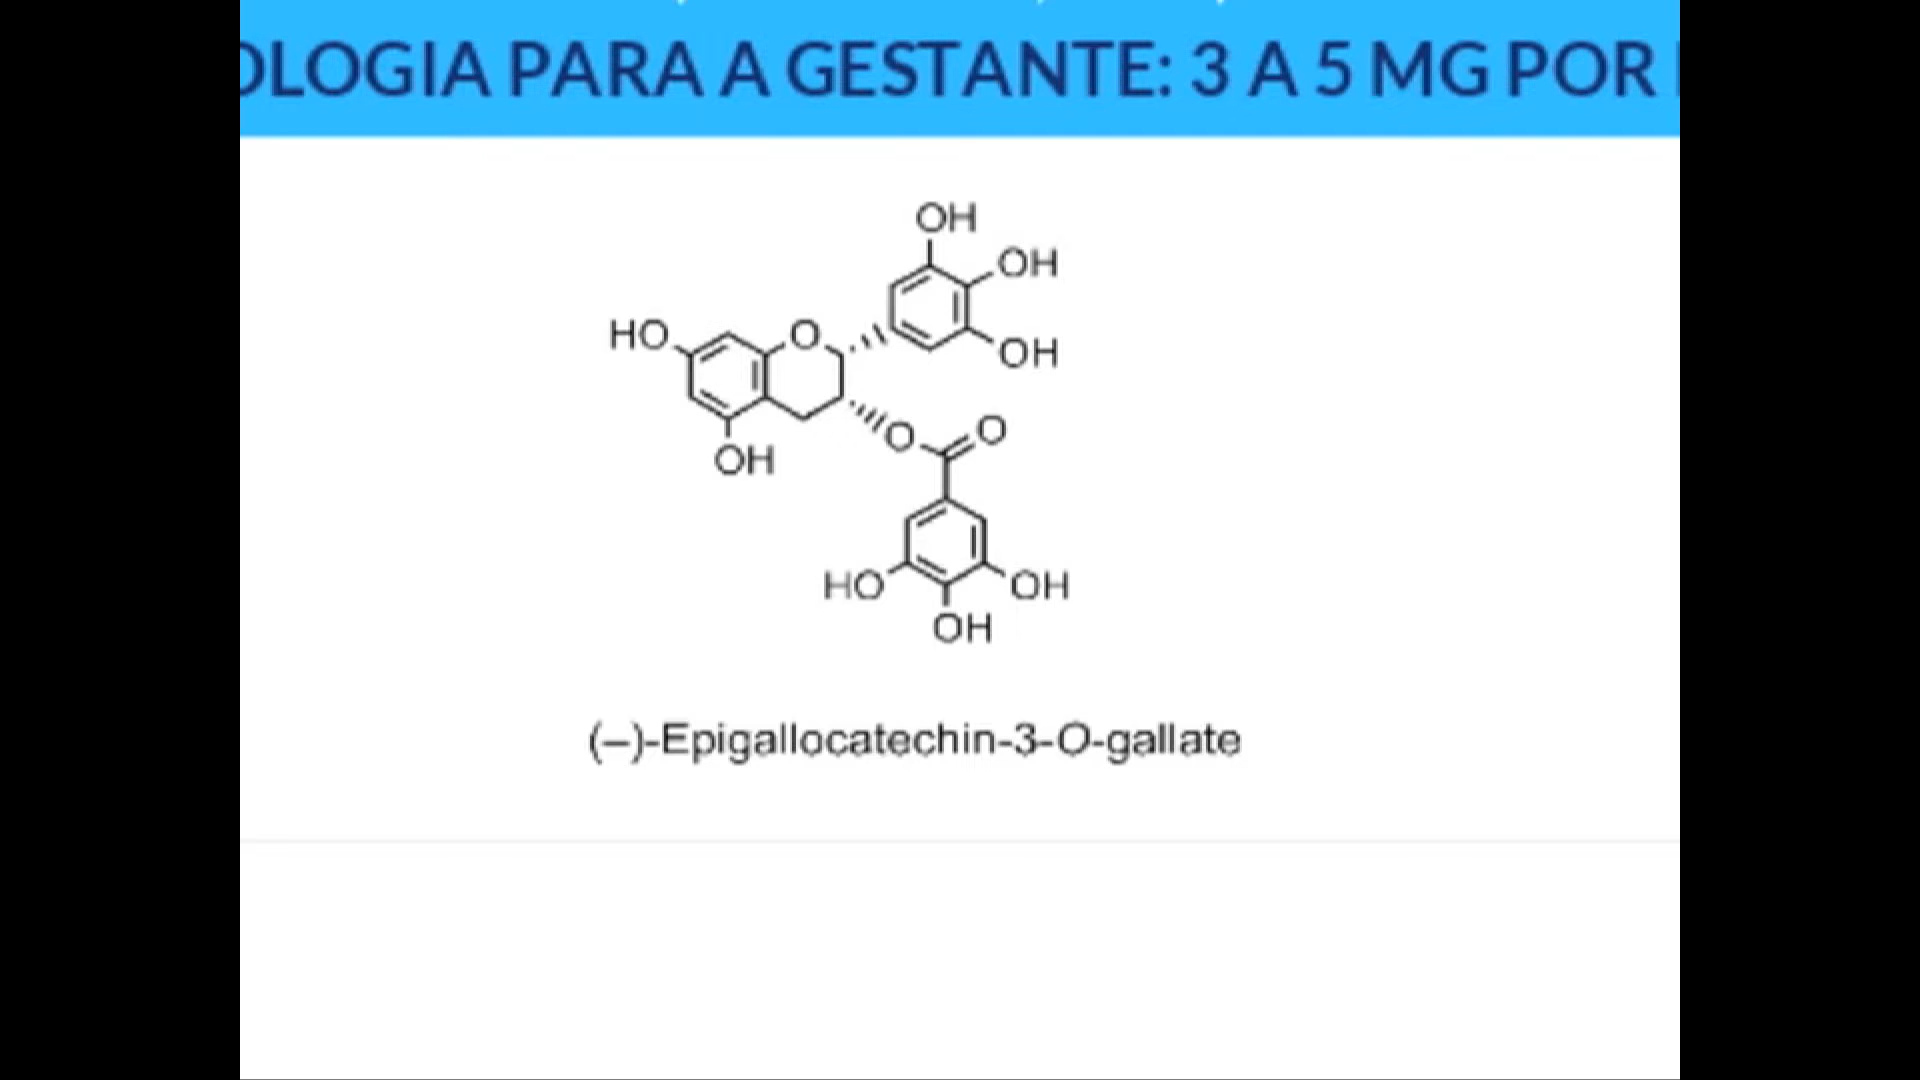 OLOGIA PARA A GESTANTE: 3 A 5 MG POR
OH
OH
HO
O
OH
O
O
OH
HO
OH
OH
(–)-Epigallocatechin-3-O-gallate